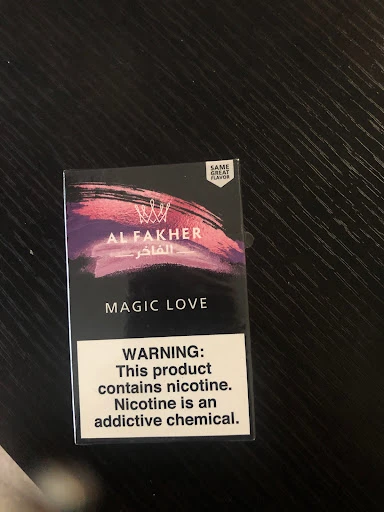 SAME
GREAT
FLAVOR
AL FAKHER
الفاخر
MAGIC LOVE
WARNING:
This product
contains nicotine.
Nicotine is an
addictive chemical.